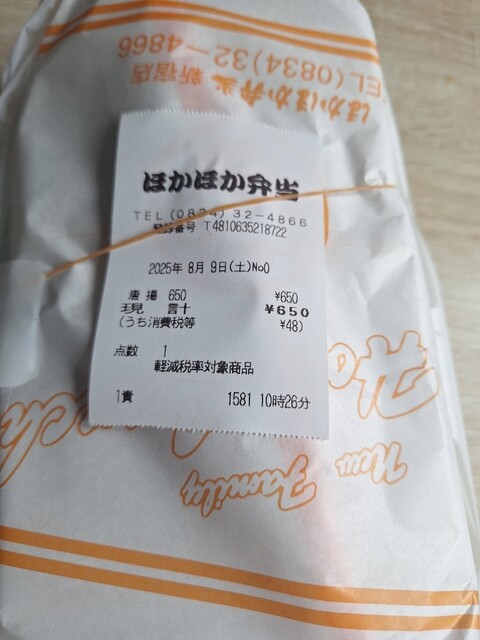 TEL(0834)32-4866
ほかほか弁当 新宿店
ほかほか弁当
TEL(0834)32-4866
登録番号 T4810635218722
2025年 8月 9日(土)No0
唐 揚 650 ¥650
現 計 ¥650
(うち消費税等 ¥48)
点数 1
軽減税率対象商品
1責 1581 10時26分
New
Family